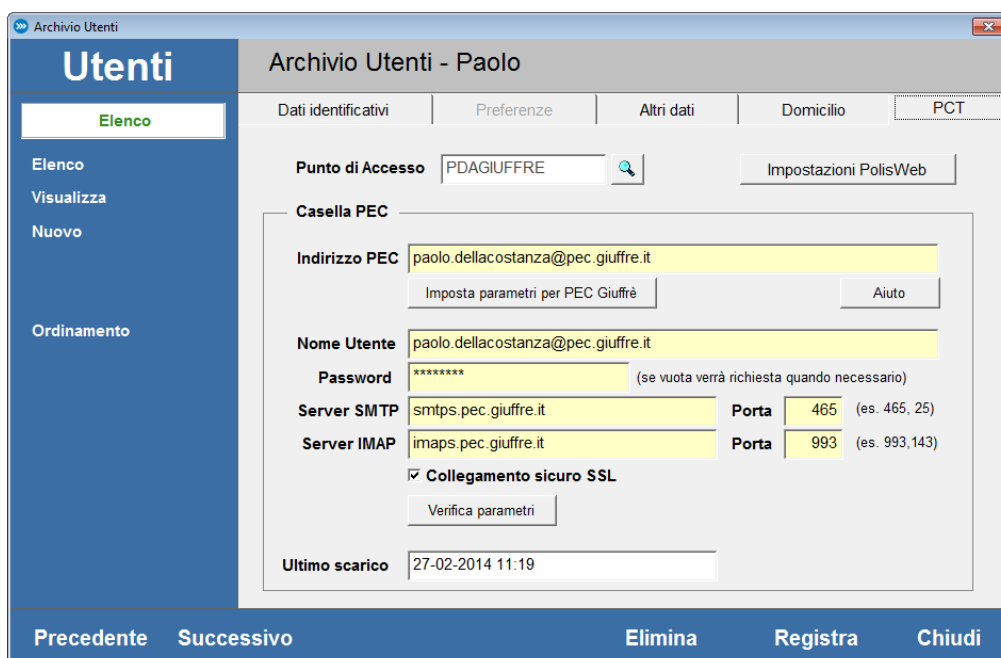 Archivio Utenti
Utenti
Archivio Utenti - Paolo
Elenco
Dati identificativi
Preferenze
Altri dati
Domicilio
PCT
Elenco
Visualizza
Nuovo
Ordinamento
Punto di Accesso PDAGIUFFRE Impostazioni PolisWeb
Casella PEC
Indirizzo PEC paolo.dellacostanza@pec.giuffre.it
Imposta parametri per PEC Giuffrè Aiuto
Nome Utente paolo.dellacostanza@pec.giuffre.it
Password ******** (se vuota verrà richiesta quando necessario)
Server SMTP smtps.pec.giuffre.it Porta 465 (es. 465, 25)
Server IMAP imaps.pec.giuffre.it Porta 993 (es. 993,143)
Collegamento sicuro SSL
Verifica parametri
Ultimo scarico 27-02-2014 11:19
Precedente Successivo Elimina Registra Chiudi